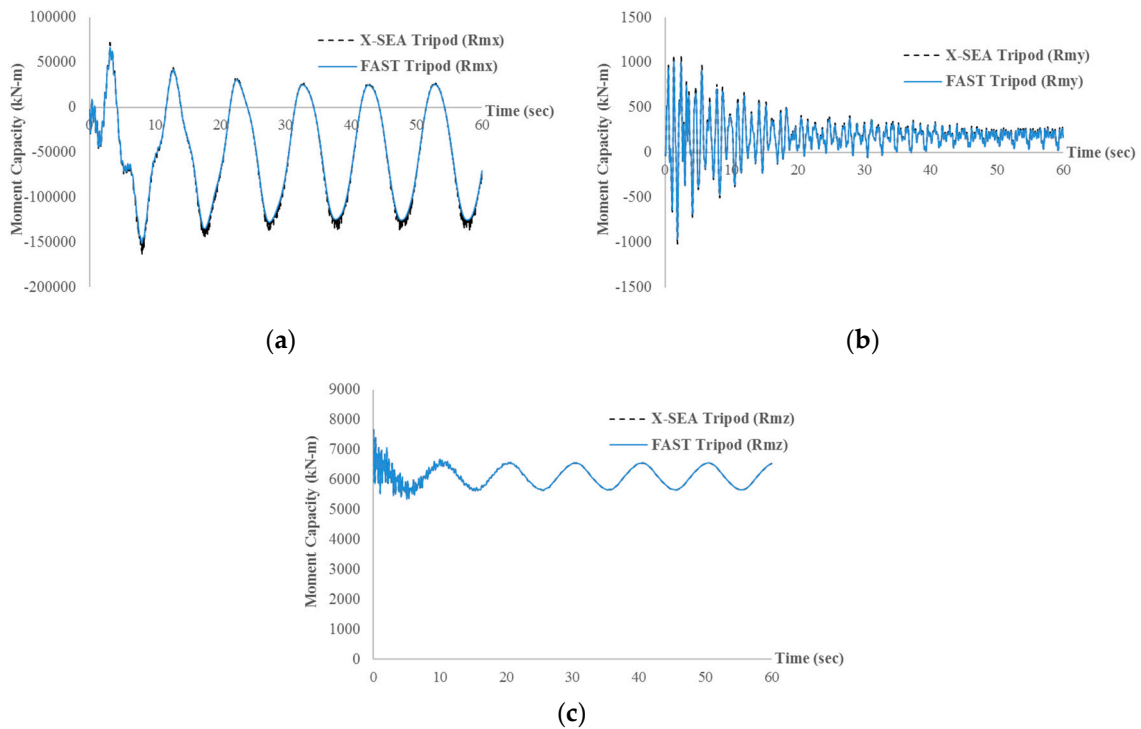 100000
50000
0
-50000
-100000
-150000
-200000
Moment Capacity (kN-m)
X-SEA Tripod (Rmx)
FAST Tripod (Rmx)
Time (sec)
0 10 20 30 40 50 60
(a)
1500
1000
500
0
-500
-1000
-1500
Moment Capacity (kN-m)
X-SEA Tripod (Rmy)
FAST Tripod (Rmy)
Time (sec)
0 10 20 30 40 50 60
(b)
9000
8000
7000
6000
5000
4000
3000
2000
1000
0
Moment Capacity (kN-m)
X-SEA Tripod (Rmz)
FAST Tripod (Rmz)
Time (sec)
0 10 20 30 40 50 60
(c)